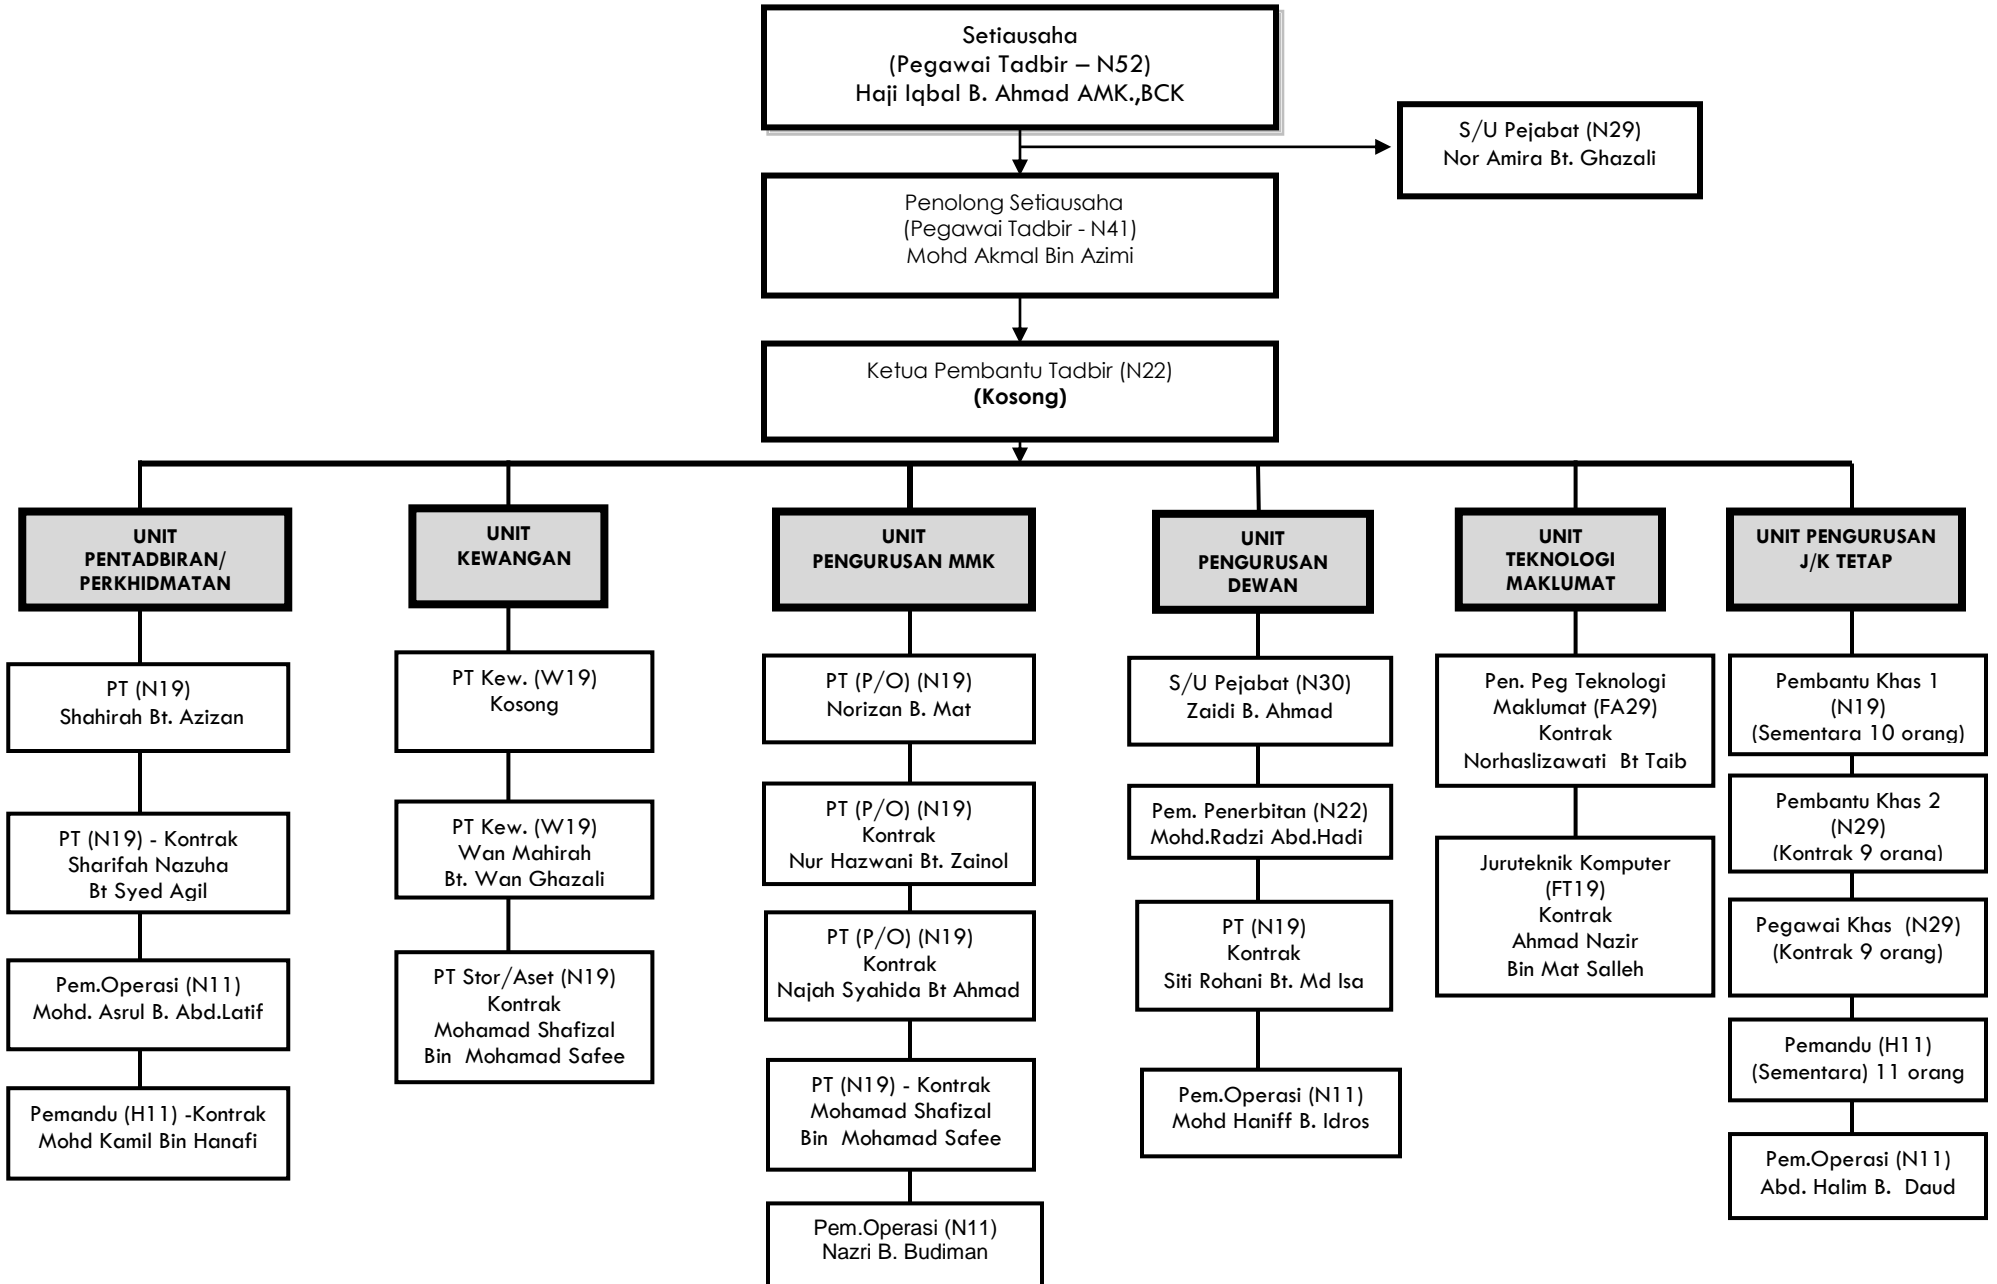 Setiausaha
(Pegawai Tadbir – N52)
Haji Iqbal B. Ahmad AMK.,BCK
S/U Pejabat (N29)
Nor Amira Bt. Ghazali
Penolong Setiausaha
(Pegawai Tadbir - N41)
Mohd Akmal Bin Azimi
Ketua Pembantu Tadbir (N22)
(Kosong)
UNIT
PENTADBIRAN/
PERKHIDMATAN
PT (N19)
Shahirah Bt. Azizan
PT (N19) - Kontrak
Sharifah Nazuha
Bt Syed Agil
Pem.Operasi (N11)
Mohd. Asrul B. Abd.Latif
Pemandu (H11) -Kontrak
Mohd Kamil Bin Hanafi
UNIT
KEWANGAN
PT Kew. (W19)
Kosong
PT Kew. (W19)
Wan Mahirah
Bt. Wan Ghazali
PT Stor/Aset (N19)
Kontrak
Mohamad Shafizal
Bin Mohamad Safee
UNIT
PENGURUSAN MMK
PT (P/O) (N19)
Norizan B. Mat
PT (P/O) (N19)
Kontrak
Nur Hazwani Bt. Zainol
PT (P/O) (N19)
Kontrak
Najah Syahida Bt Ahmad
PT (N19) - Kontrak
Mohamad Shafizal
Bin Mohamad Safee
Pem.Operasi (N11)
Nazri B. Budiman
UNIT
PENGURUSAN
DEWAN
S/U Pejabat (N30)
Zaidi B. Ahmad
Pem. Penerbitan (N22)
Mohd.Radzi Abd.Hadi
PT (N19)
Kontrak
Siti Rohani Bt. Md Isa
Pem.Operasi (N11)
Mohd Haniff B. Idros
UNIT
TEKNOLOGI
MAKLUMAT
Pen. Peg Teknologi
Maklumat (FA29)
Kontrak
Norhaslizawati Bt Taib
Juruteknik Komputer
(FT19)
Kontrak
Ahmad Nazir
Bin Mat Salleh
UNIT PENGURUSAN
J/K TETAP
Pembantu Khas 1
(N19)
(Sementara 10 orang)
Pembantu Khas 2
(N29)
(Kontrak 9 orang)
Pegawai Khas (N29)
(Kontrak 9 orang)
Pemandu (H11)
(Sementara) 11 orang
Pem.Operasi (N11)
Abd. Halim B. Daud